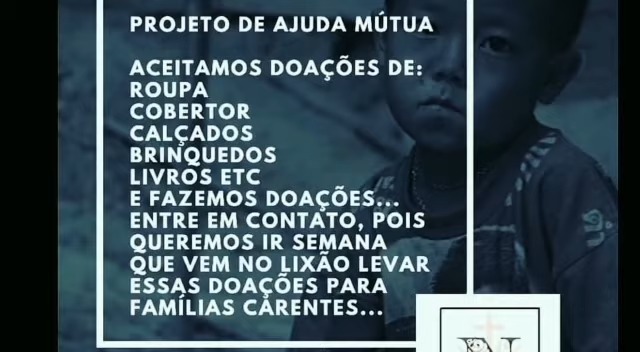 PROJETO DE AJUDA MÚTUA
ACEITAMOS DOAÇÕES DE:
ROUPA
COBERTOR
CALÇADOS
BRINQUEDOS
LIVROS ETC
E FAZEMOS DOAÇÕES...
ENTRE EM CONTATO, POIS
QUEREMOS IR SEMANA
QUE VEM NO LIXÃO LEVAR
ESSAS DOAÇÕES PARA
FAMÍLIAS CARENTES...